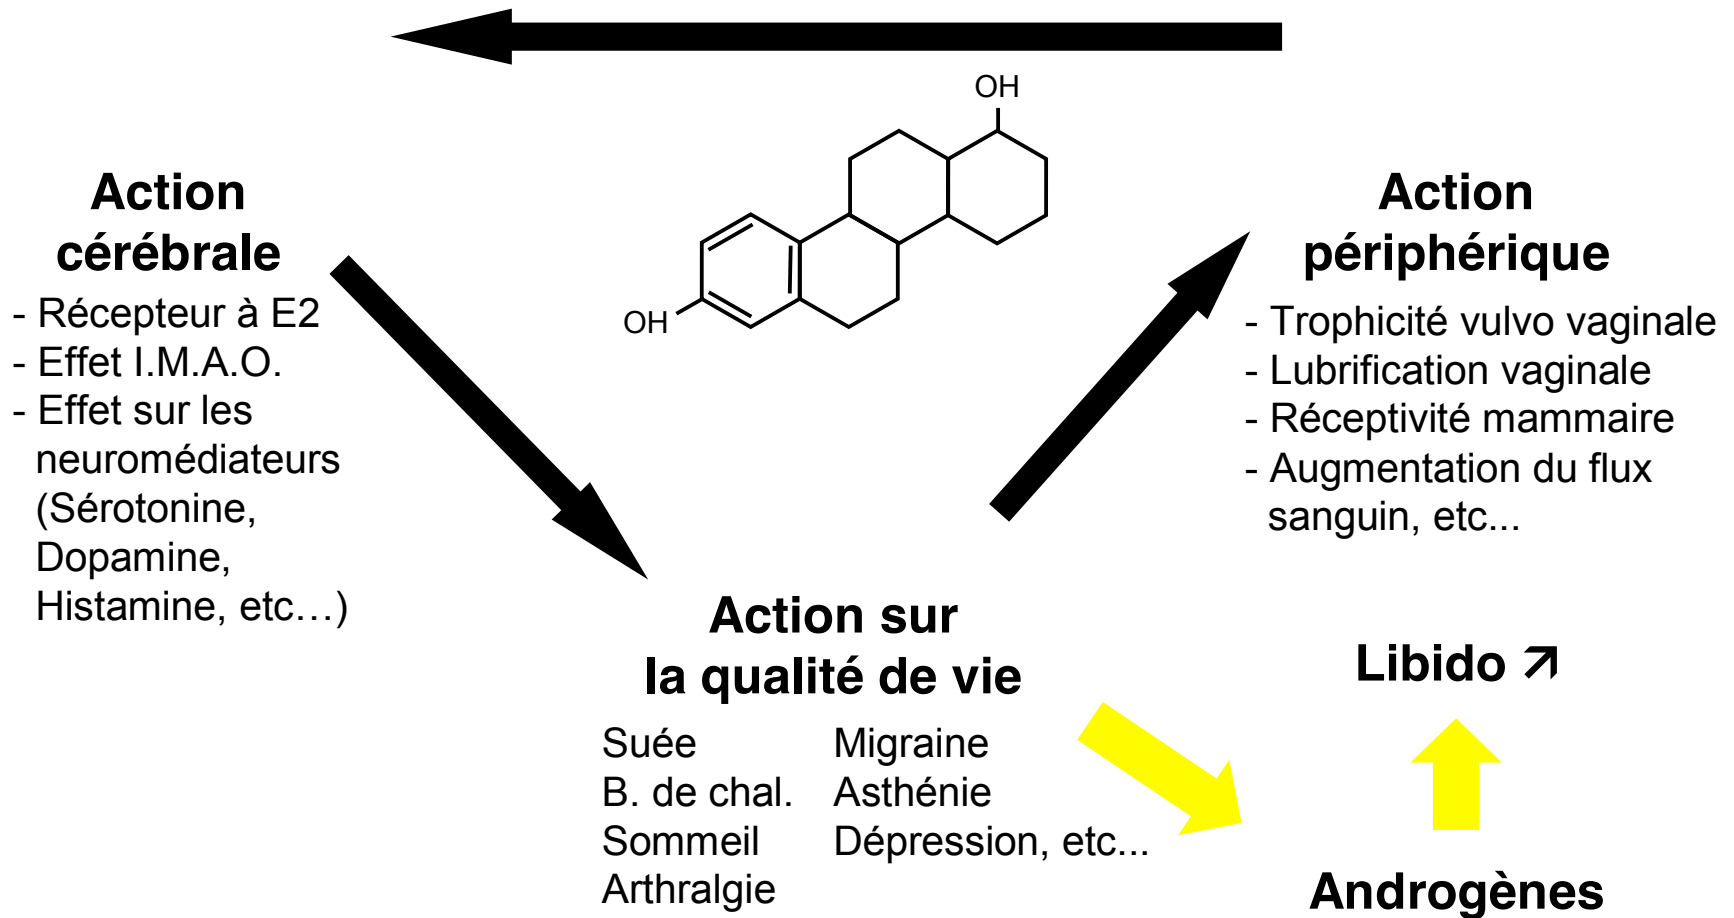 OH
OH
Action
cérébrale
- Récepteur à E2
- Effet I.M.A.O.
- Effet sur les
neuromédiateurs
(Sérotonine,
Dopamine,
Histamine, etc…)
Action
périphérique
- Trophicité vulvo vaginale
- Lubrification vaginale
- Réceptivité mammaire
- Augmentation du flux
sanguin, etc...
Action sur
la qualité de vie
Suée
B. de chal.
Sommeil
Arthralgie
Migraine
Asthénie
Dépression, etc...
Libido ↗
Androgènes